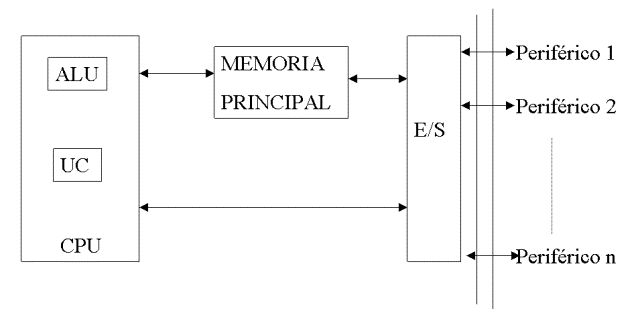 ALU
UC
CPU
MEMORIA
PRINCIPAL
E/S
Periférico 1
Periférico 2
Periférico n